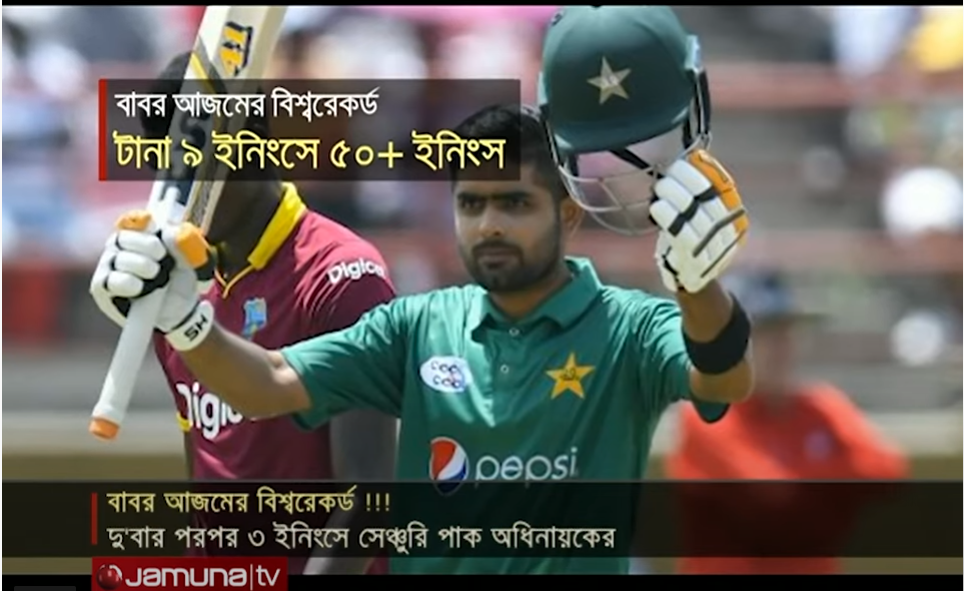 বাবর আজমের বিশ্বরেকর্ড
টানা ৯ ইনিংসে ৫০+ ইনিংস
Digicel
SH
Digic
pepsi
বাবর আজমের বিশ্বরেকর্ড !!!
দু'বার পরপর ৩ ইনিংসে সেঞ্চুরি পাক অধিনায়কের
JAMUNA|TV